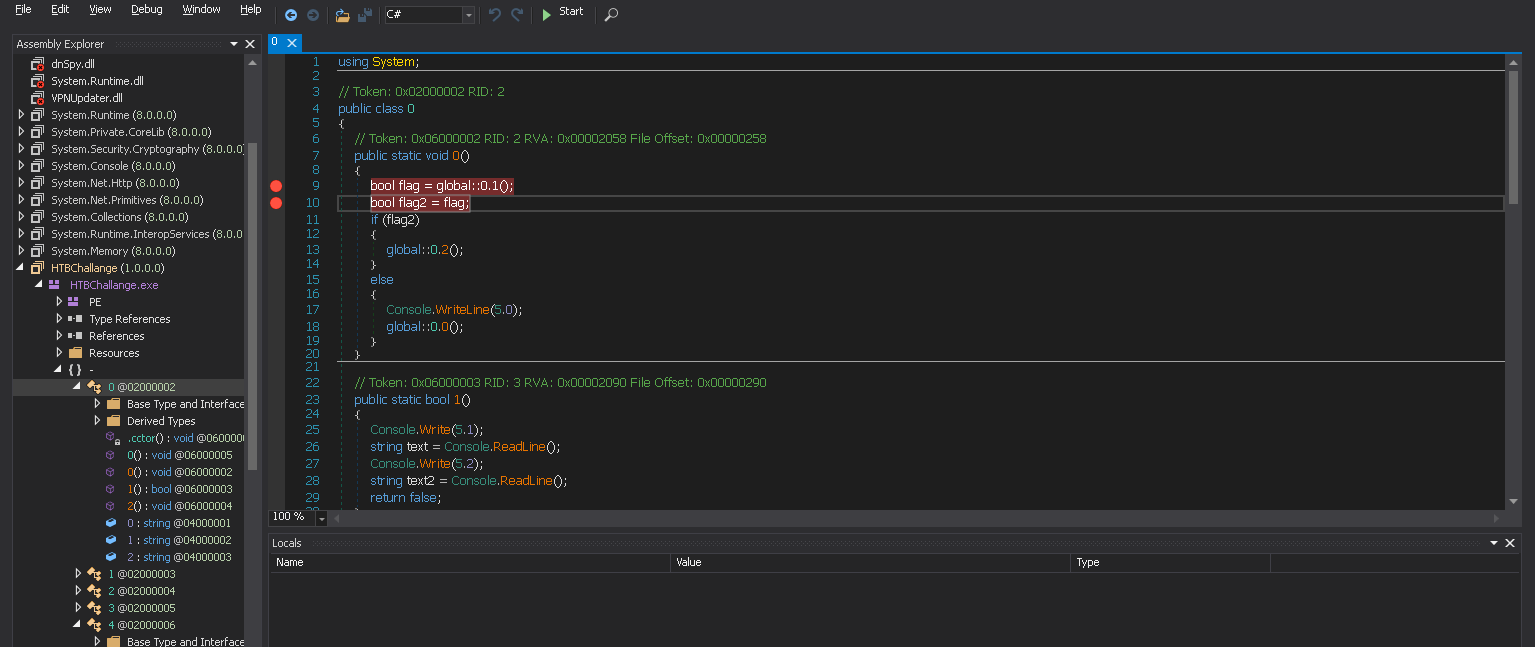 File Edit View Debug Window Help C# Start
Assembly Explorer
dnSpy.dll
System.Runtime.dll
VPNUpdater.dll
System.Runtime (8.0.0.0)
System.Private.CoreLib (8.0.0.0)
System.Security.Cryptography (8.0.0.0)
System.Console (8.0.0.0)
System.Net.Http (8.0.0.0)
System.Net.Primitives (8.0.0.0)
System.Collections (8.0.0.0)
System.Runtime.InteropServices (8.0.0
System.Memory (8.0.0.0)
HTBChallange (1.0.0.0)
HTBChallange.exe
PE
Type References
References
Resources
{ } -
0 @02000002
Base Type and Interface
Derived Types
.cctor() : void @060000
0() : void @06000005
0() : void @06000002
1() : bool @06000003
2() : void @06000004
0 : string @04000001
1 : string @04000002
2 : string @04000003
1 @02000003
2 @02000004
3 @02000005
4 @02000006
Base Type and Interface
0
1 using System;
2
3 // Token: 0x02000002 RID: 2
4 public class 0
5 {
6 // Token: 0x06000002 RID: 2 RVA: 0x00002058 File Offset: 0x00000258
7 public static void 0()
8 {
9 bool flag = global::0.1();
10 bool flag2 = flag;
11 if (flag2)
12 {
13 global::0.2();
14 }
15 else
16 {
17 Console.WriteLine(5.0);
18 global::0.0();
19 }
20 }
21
22 // Token: 0x06000003 RID: 3 RVA: 0x00002090 File Offset: 0x00000290
23 public static bool 1()
24 {
25 Console.Write(5.1);
26 string text = Console.ReadLine();
27 Console.Write(5.2);
28 string text2 = Console.ReadLine();
29 return false;
100 %
Locals
Name Value Type